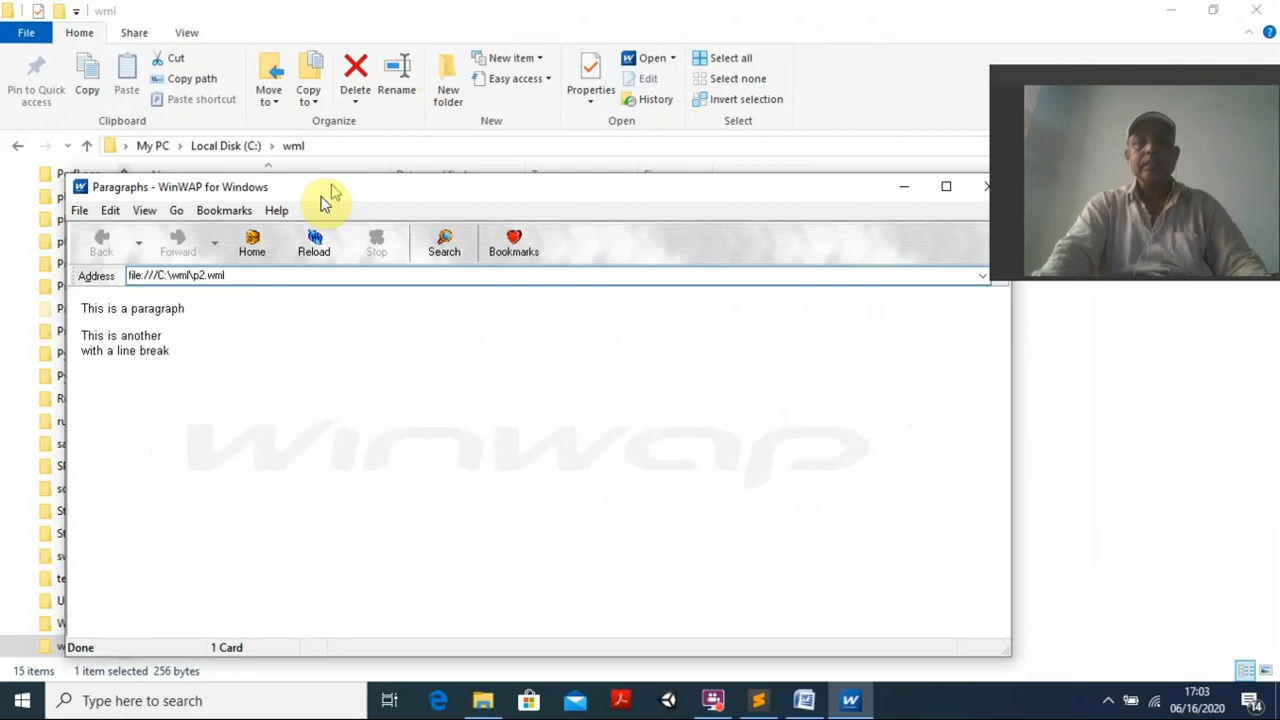 wml
File Home Share View
Pin to Quick access
Copy
Paste
Cut
Copy path
Paste shortcut
Clipboard
Move to
Copy to
Delete
Rename
Organize
New folder
New item
Easy access
New
Properties
Open
Edit
History
Open
Select all
Select none
Invert selection
Select
My PC > Local Disk (C:) > wml
Paragraphs - WinWAP for Windows
File Edit View Go Bookmarks Help
Back Forward Home Reload Stop Search Bookmarks
Address file:///C:\wml\p2.wml
This is a paragraph
This is another
with a line break
winwap
Done 1 Card
15 items 1 item selected 256 bytes
Type here to search
17:03
06/16/2020
14